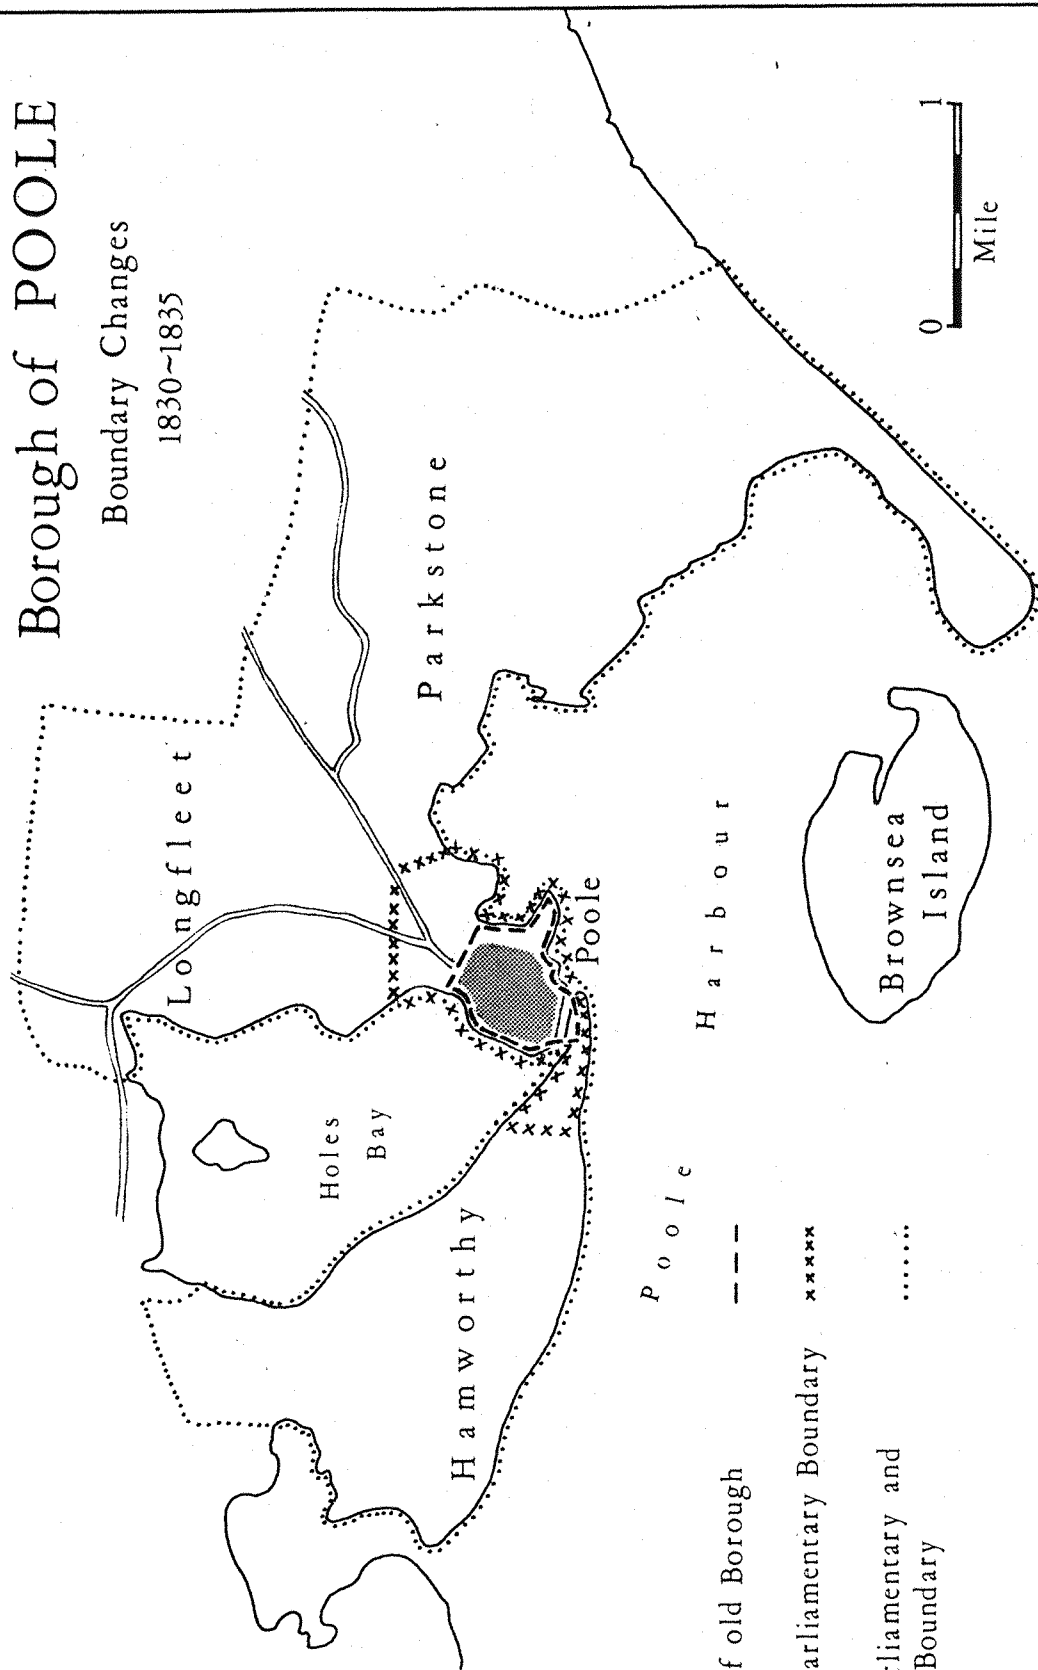 Borough of POOLE
Boundary Changes
1830~1835
Longfleet
Parkstone
Holes
Bay
Hamworthy
Poole
Poole Harbour
Brownsea
Island
0 1
Mile
f old Borough
arliamentary Boundary
rliamentary and
Boundary